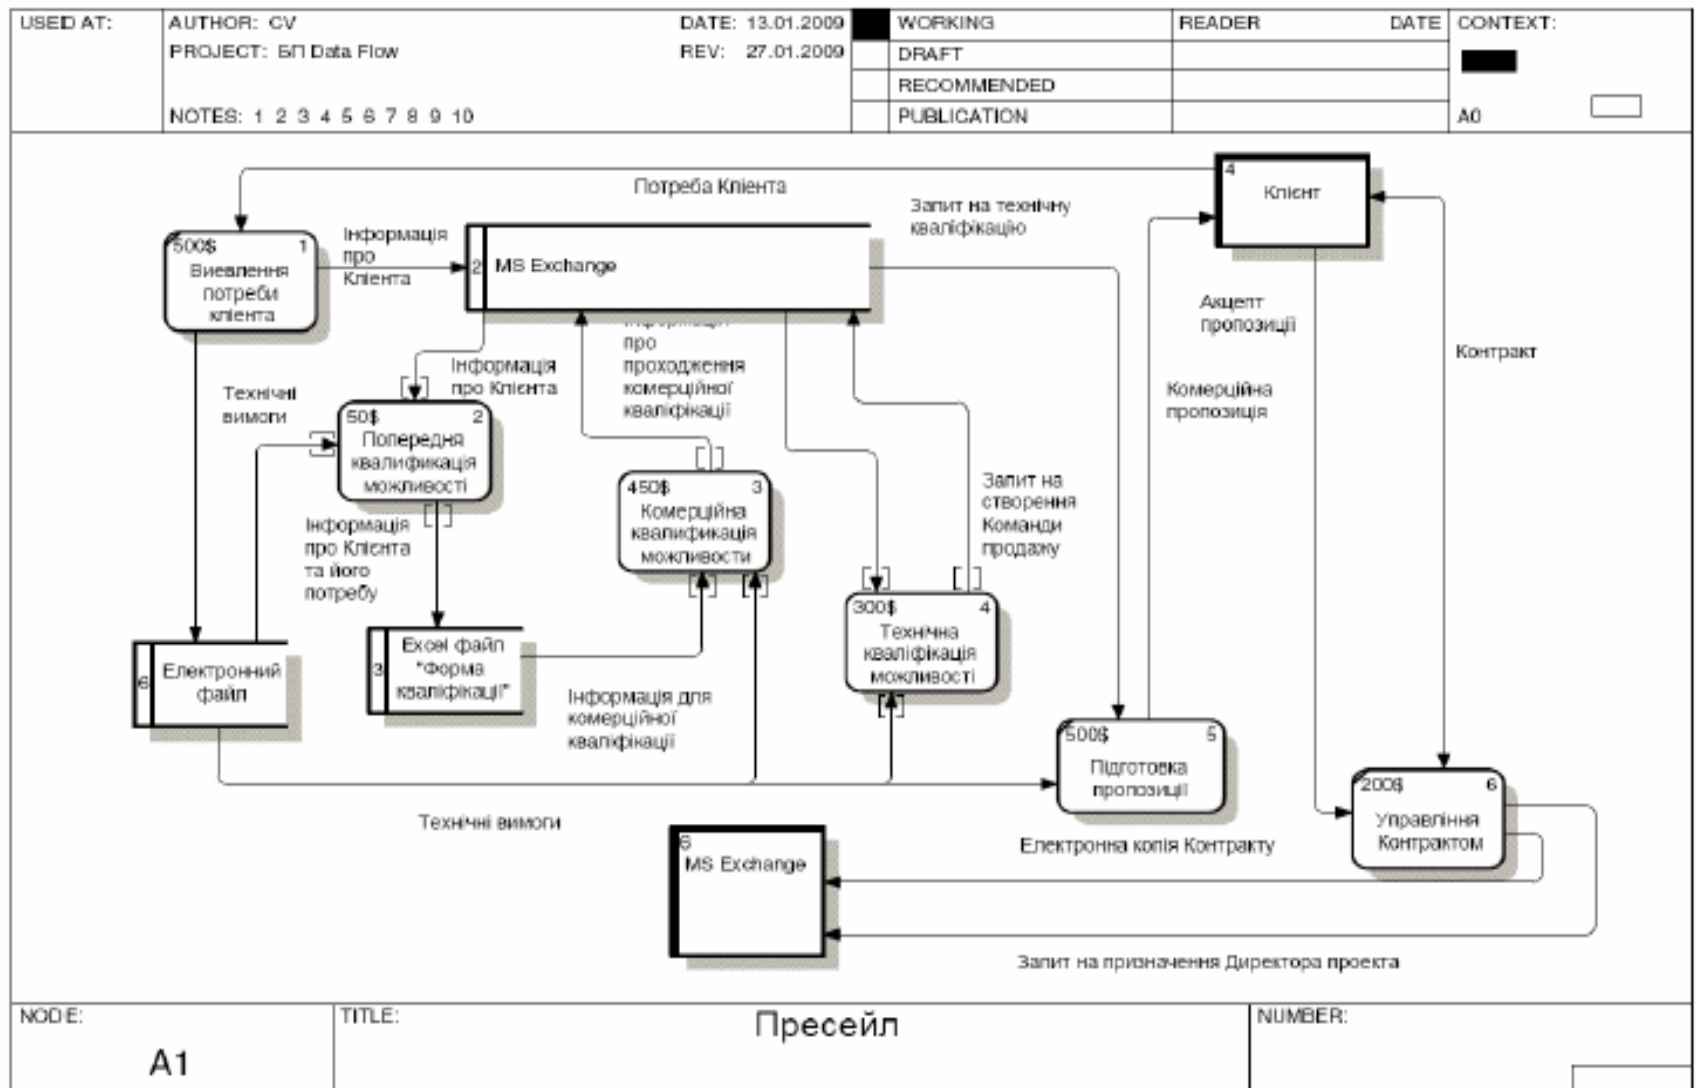 USED AT:
AUTHOR: CV
DATE: 13.01.2009
PROJECT: БП Data Flow
REV: 27.01.2009
NOTES: 1 2 3 4 5 6 7 8 9 10
WORKING
DRAFT
RECOMMENDED
PUBLICATION
READER
DATE
CONTEXT:
A0
Потреба Клієнта
4
Клієнт
Запит на технічну
кваліфікацію
500$ 1
Виевлення
потреби
клієнта
Інформація
про
Клієнта
2
MS Exchange
Акцепт
пропозиції
Контракт
Комерційна
пропозиція
Технічні
вимоги
Інформація
про Клієнта
Інформація
про
проходження
комерційної
кваліфікації
50$ 2
Попередня
квалификація
можливості
450$ 3
Комерційна
квалификація
можливости
Запит на
створення
Команди
продажу
Інформація
про Клієнта
та його
потребу
300$ 4
Технічна
кваліфікація
можливості
6
Електронний
файл
3
Excel файл
"Форма
кваліфікації"
Інформація для
комерційної
кваліфікації
500$ 5
Підготовка
пропозиції
200$ 6
Управління
Контрактом
Технічні вимоги
6
MS Exchange
Електронна копія Контракту
Запит на призначення Директора проекта
NODE:
A1
TITLE:
Пресейл
NUMBER: